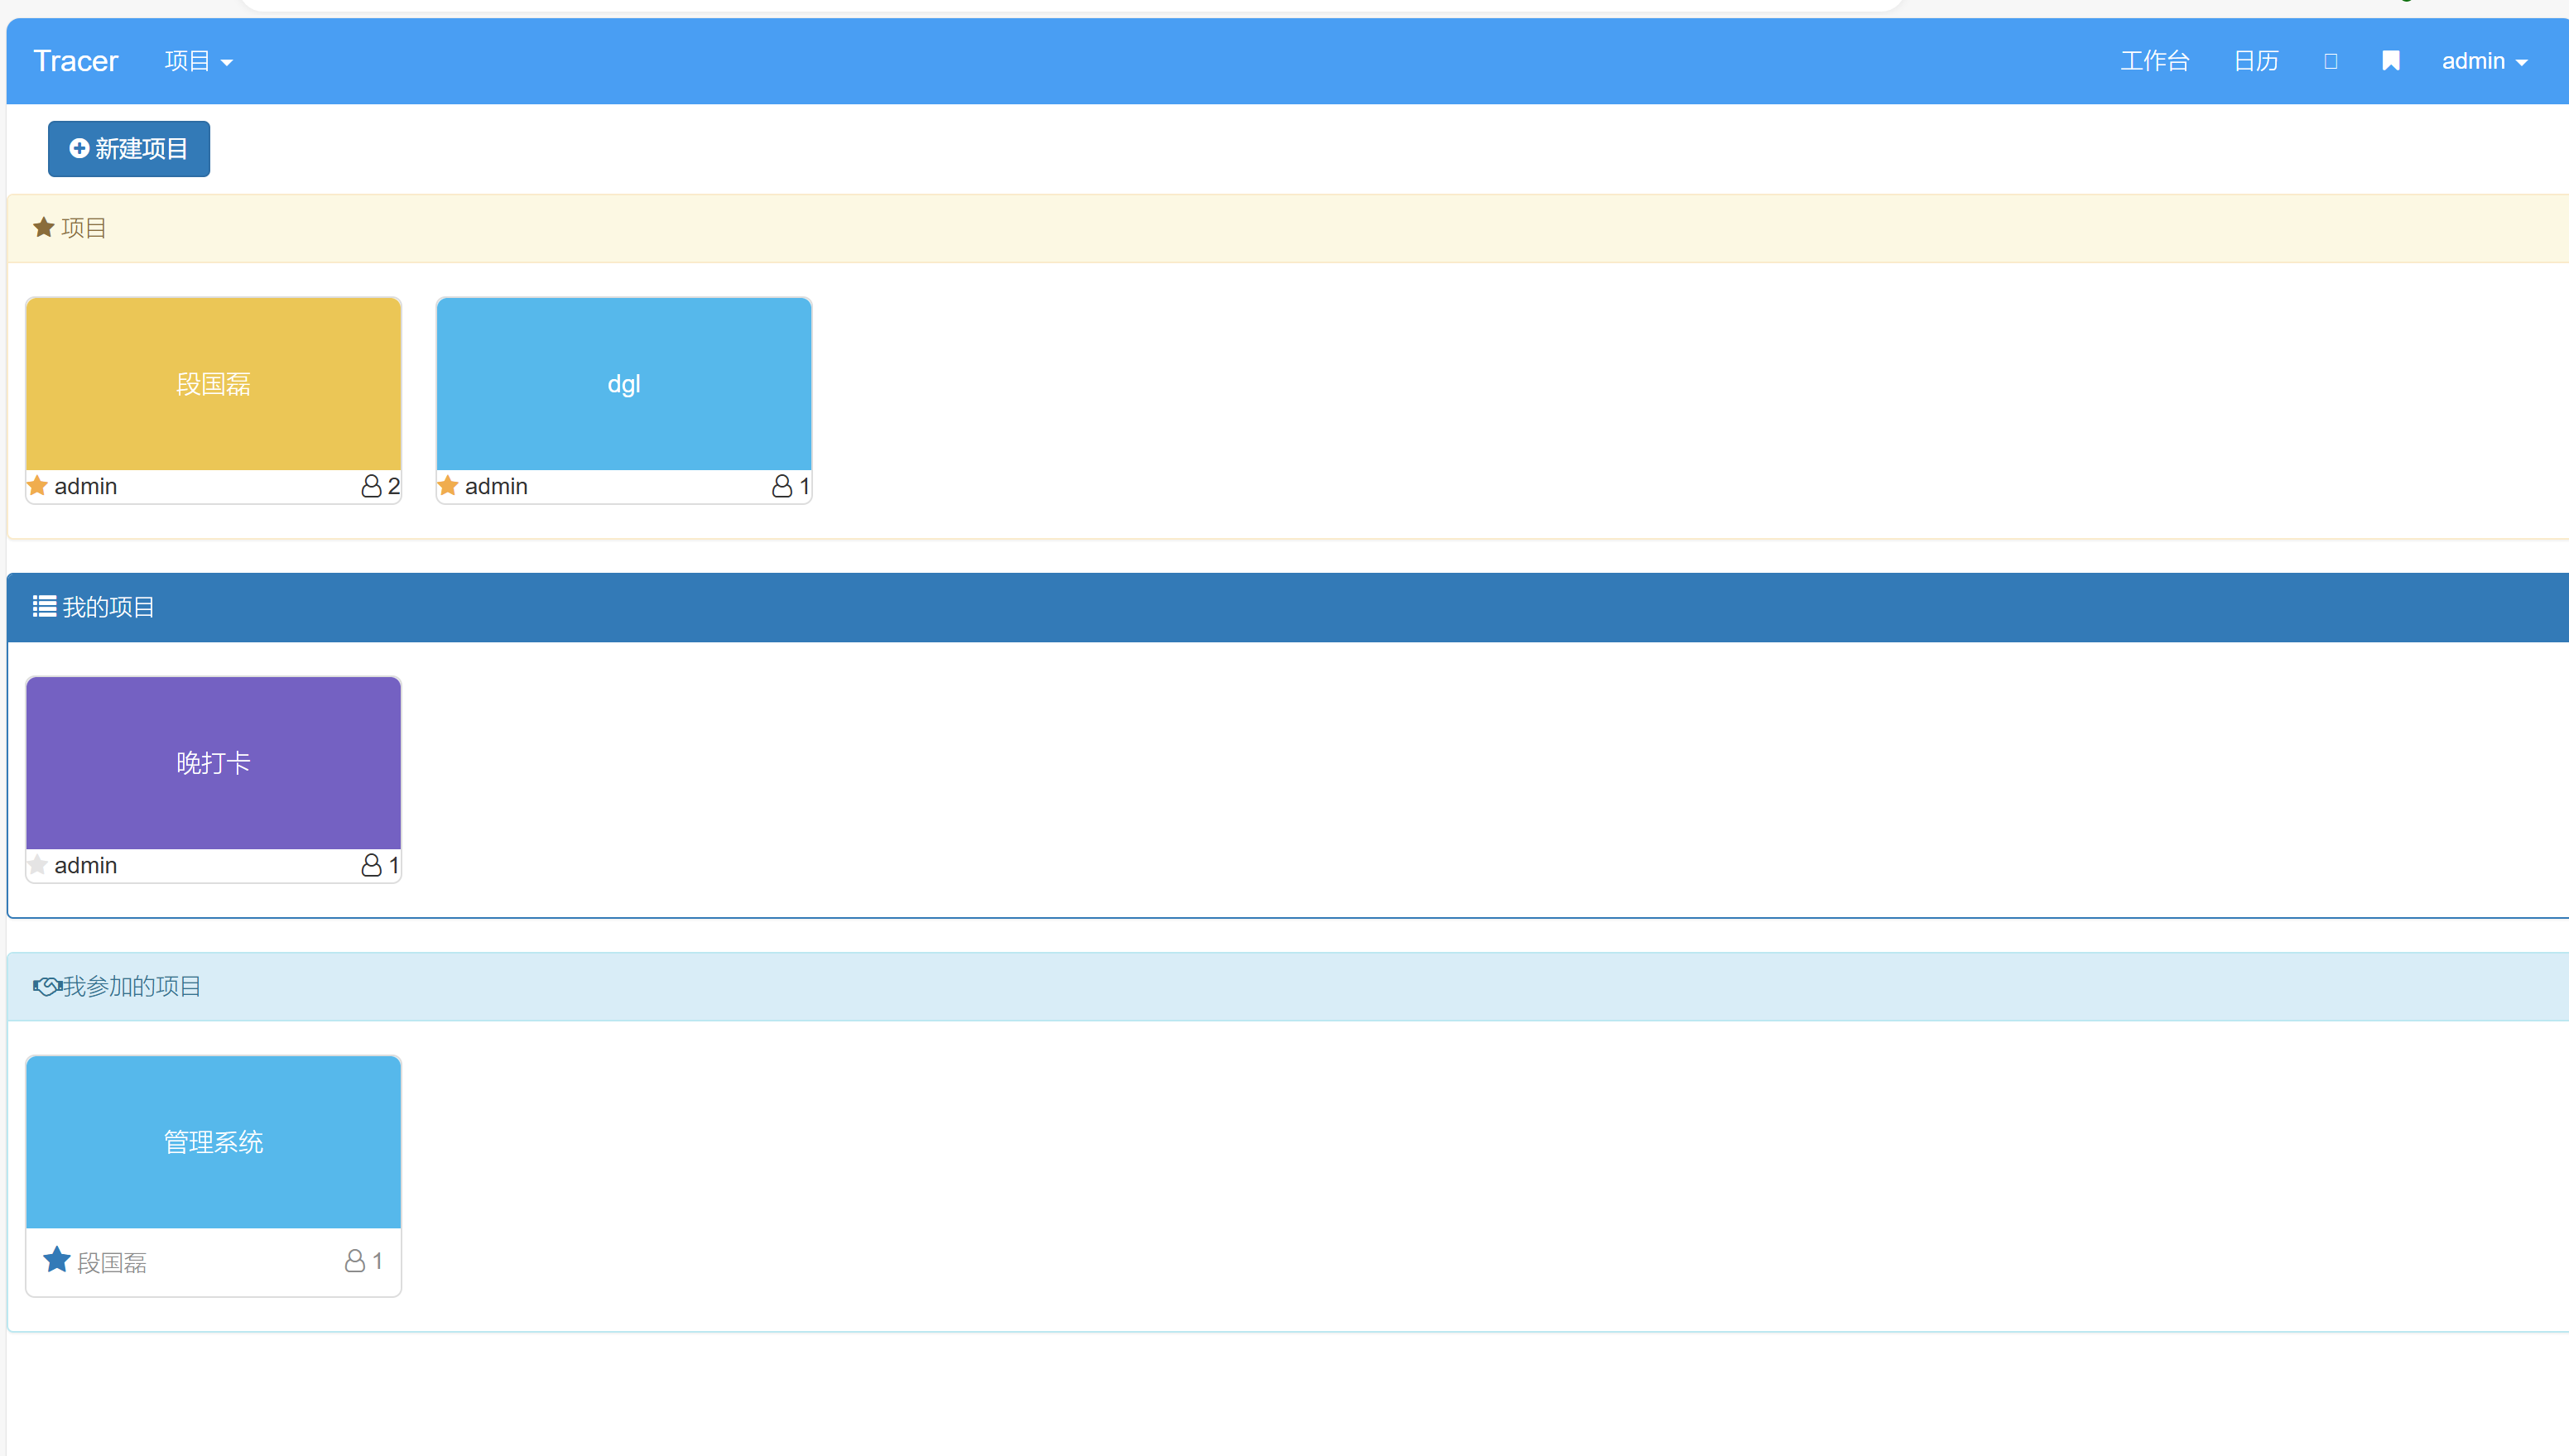 Tracer 项目 工作台 日历 admin
新建项目
项目
段国磊 dgl
admin 2 admin 1
我的项目
晚打卡
admin 1
我参加的项目
管理系统
段国磊 1